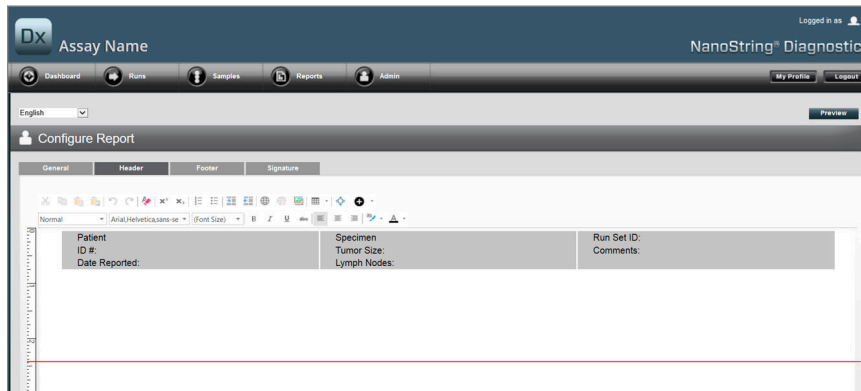 Logged in as
Dx
Assay Name
NanoString® Diagnostic
Dashboard Runs Samples Reports Admin My Profile Logout
English Preview
Configure Report
General Header Footer Signature
Normal Arial,Helvetica,sans-se (Font Size) B I U abc A
Patient Specimen Run Set ID:
ID #: Tumor Size: Comments:
Date Reported: Lymph Nodes: